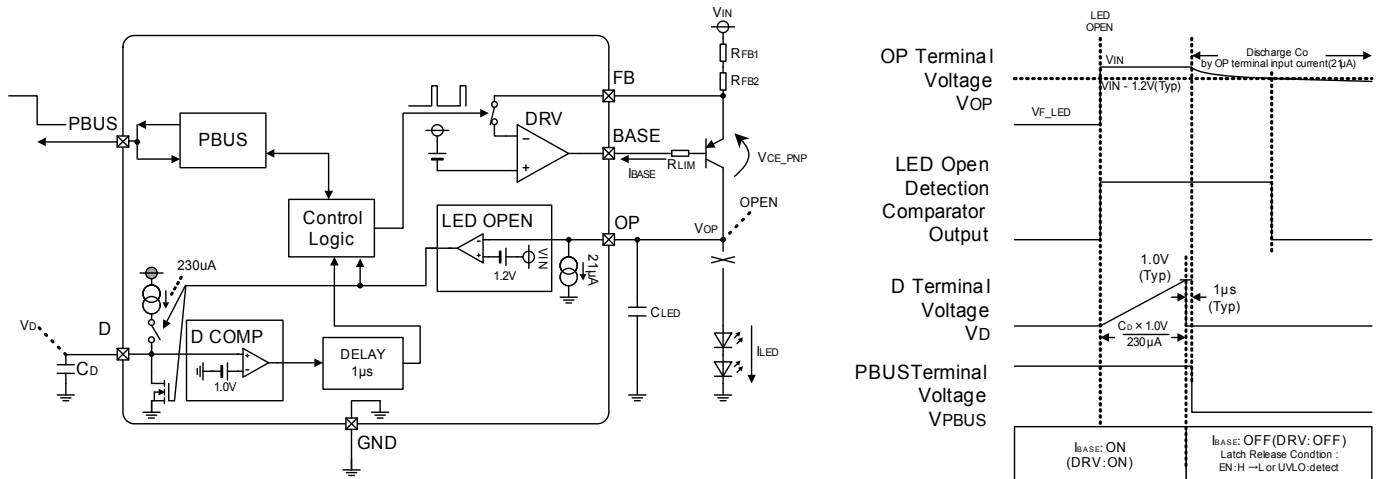 PBUS
PBUS
230uA
VD
D
CD
D COMP
1.0V
DELAY
1µs
Control
Logic
GND
LED OPEN
1.2V
VIN
21µA
DRV
FB
BASE
IBASE
RLIM
OP
VOP
CLED
VIN
RFB1
RFB2
VCE_PNP
OPEN
ILED
LED
OPEN
OP Terminal
Voltage
VOP
VIN
Discharge Co
by OP terminal input current(21µA)
VIN - 1.2V(Typ)
VF_LED
LED Open
Detection
Comparator
Output
D Terminal
Voltage
VD
1.0V
(Typ)
1µs
(Typ)
CD × 1.0V
230µA
PBUSTerminal
Voltage
VPBUS
IBASE: ON
(DRV:ON)
IBASE: OFF(DRV: OFF)
Latch Release Condtion :
EN:H →L or UVLO:detect